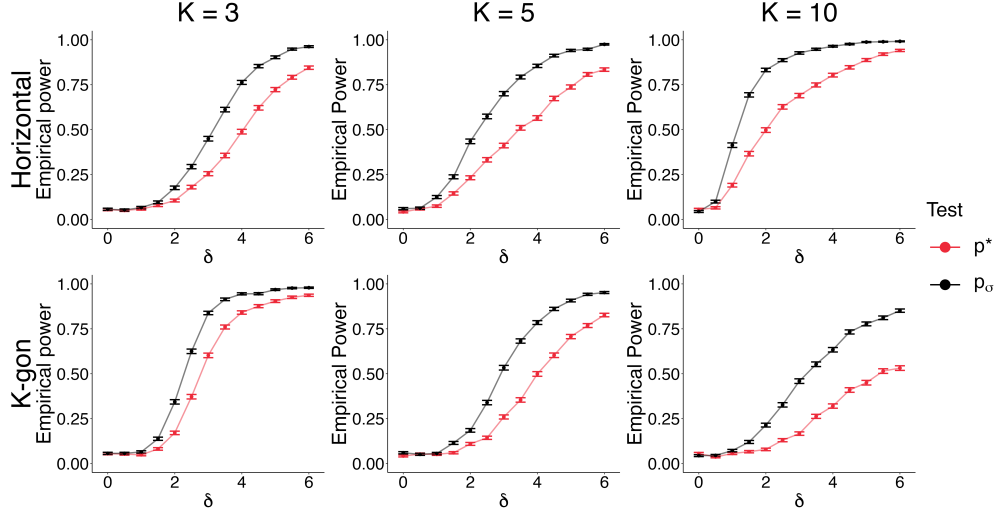 K = 3
K = 5
K = 10
Horizontal
Empirical power
1.00
0.75
0.50
0.25
0.00
0 2 4 6
δ
Empirical Power
1.00
0.75
0.50
0.25
0.00
0 2 4 6
δ
Empirical Power
1.00
0.75
0.50
0.25
0.00
0 2 4 6
δ
K-gon
Empirical power
1.00
0.75
0.50
0.25
0.00
0 2 4 6
δ
Empirical Power
1.00
0.75
0.50
0.25
0.00
0 2 4 6
δ
Empirical Power
1.00
0.75
0.50
0.25
0.00
0 2 4 6
δ
Test
p*
pσ